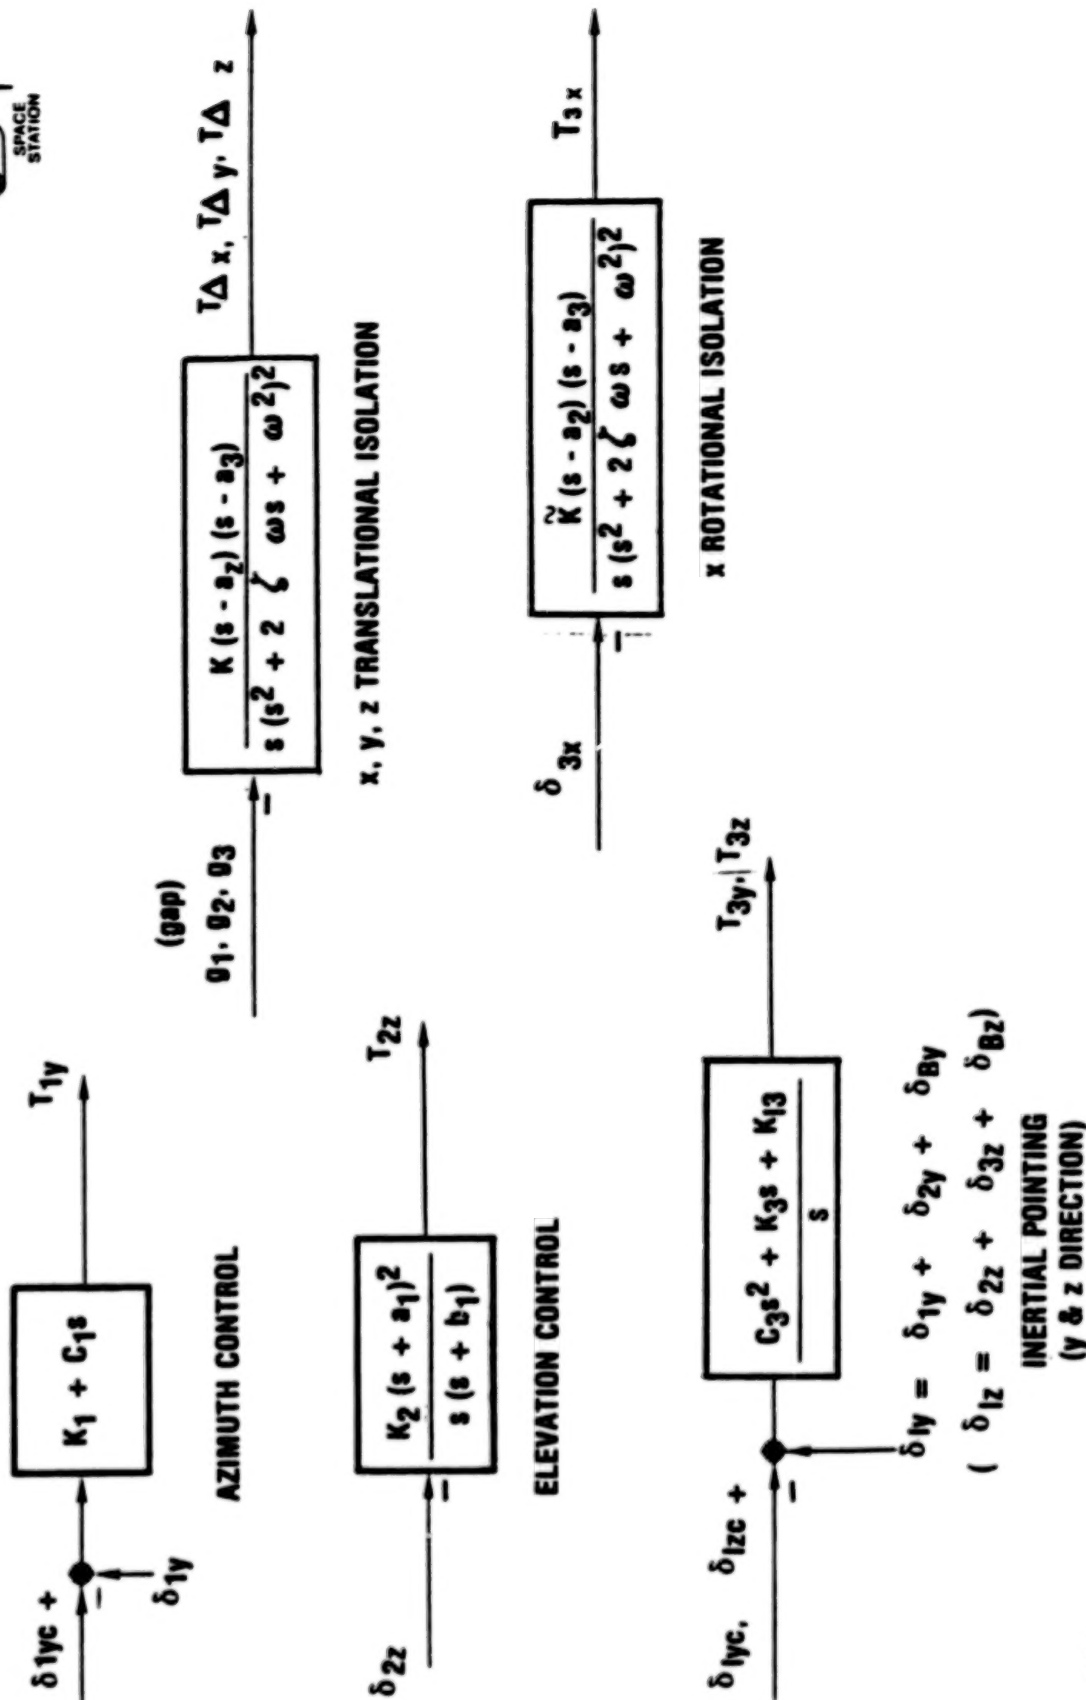 SPACE
STATION
δ1yc +
−
δ1y
K1 + C1s
T1y
AZIMUTH CONTROL
δ2z
−
K2 (s + a1)2
s (s + b1)
T2z
ELEVATION CONTROL
δIyc, δIzc +
−
C3s2 + K3s + KI3
s
T3y, T3z
δIy = δ1y + δ2y + δBy
( δIz = δ2z + δ3z + δBz)
INERTIAL POINTING
(y & z DIRECTION)
(gap)
g1, g2, g3
−
K (s - a2) (s - a3)
s (s2 + 2 ζ ωs + ω2)2
TΔx, TΔy, TΔ z
x, y, z TRANSLATIONAL ISOLATION
δ3x
−
K̃ (s - a2) (s - a3)
s (s2 + 2 ζ ωs + ω2)2
T3x
x ROTATIONAL ISOLATION